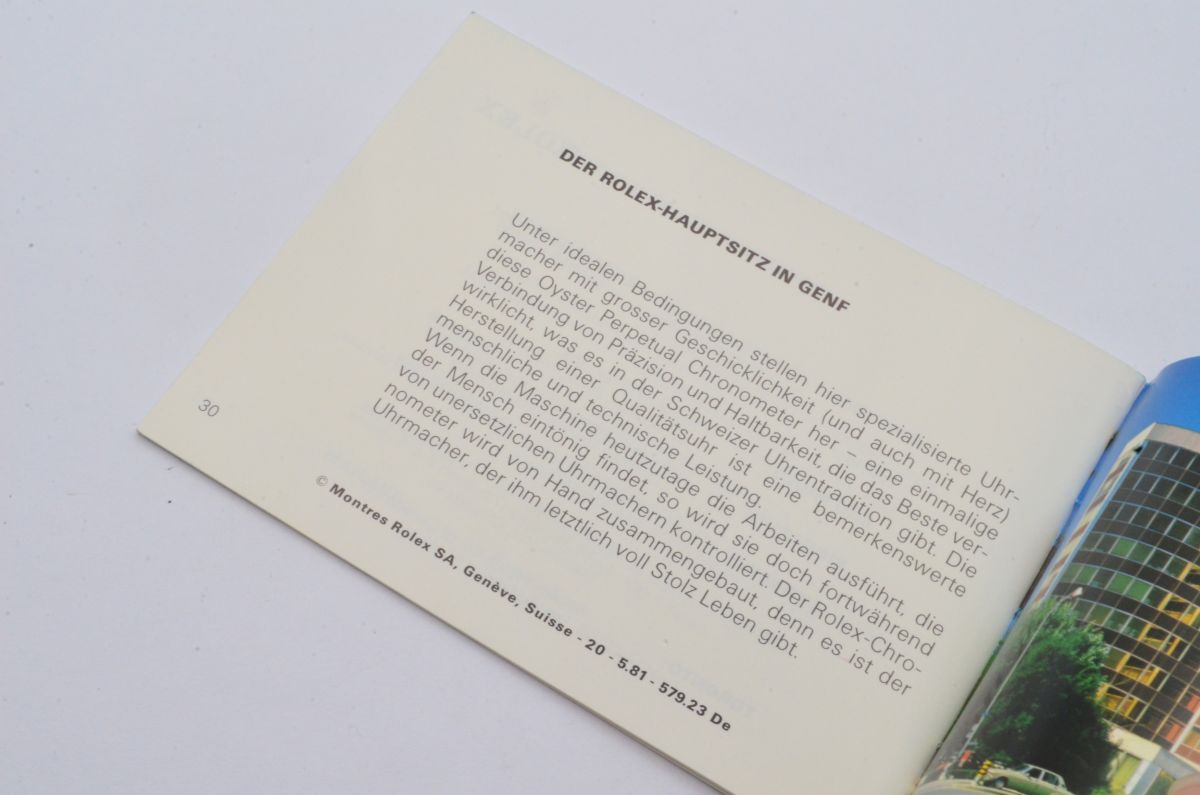 DER ROLEX-HAUPTSITZ IN GENF
Unter idealen Bedingungen stellen hier spezialisierte Uhr-
macher mit grosser Geschicklichkeit (und auch mit Herz)
diese Oyster Perpetual Chronometer her – eine einmalige
Verbindung von Präzision und Haltbarkeit, die das Beste ver-
wirklicht, was es in der Schweizer Uhrentradition gibt. Die
Herstellung einer Qualitätsuhr ist eine bemerkenswerte
menschliche und technische Leistung.
Wenn die Maschine heutzutage die Arbeiten ausführt, die
der Mensch eintönig findet, so wird sie doch fortwährend
von unersetzlichen Uhrmachern kontrolliert. Der Rolex-Chro-
nometer wird von Hand zusammengebaut, denn es ist der
Uhrmacher, der ihm letztlich voll Stolz Leben gibt.
30
© Montres Rolex SA, Genève, Suisse - 20 - 5.81 - 579.23 De